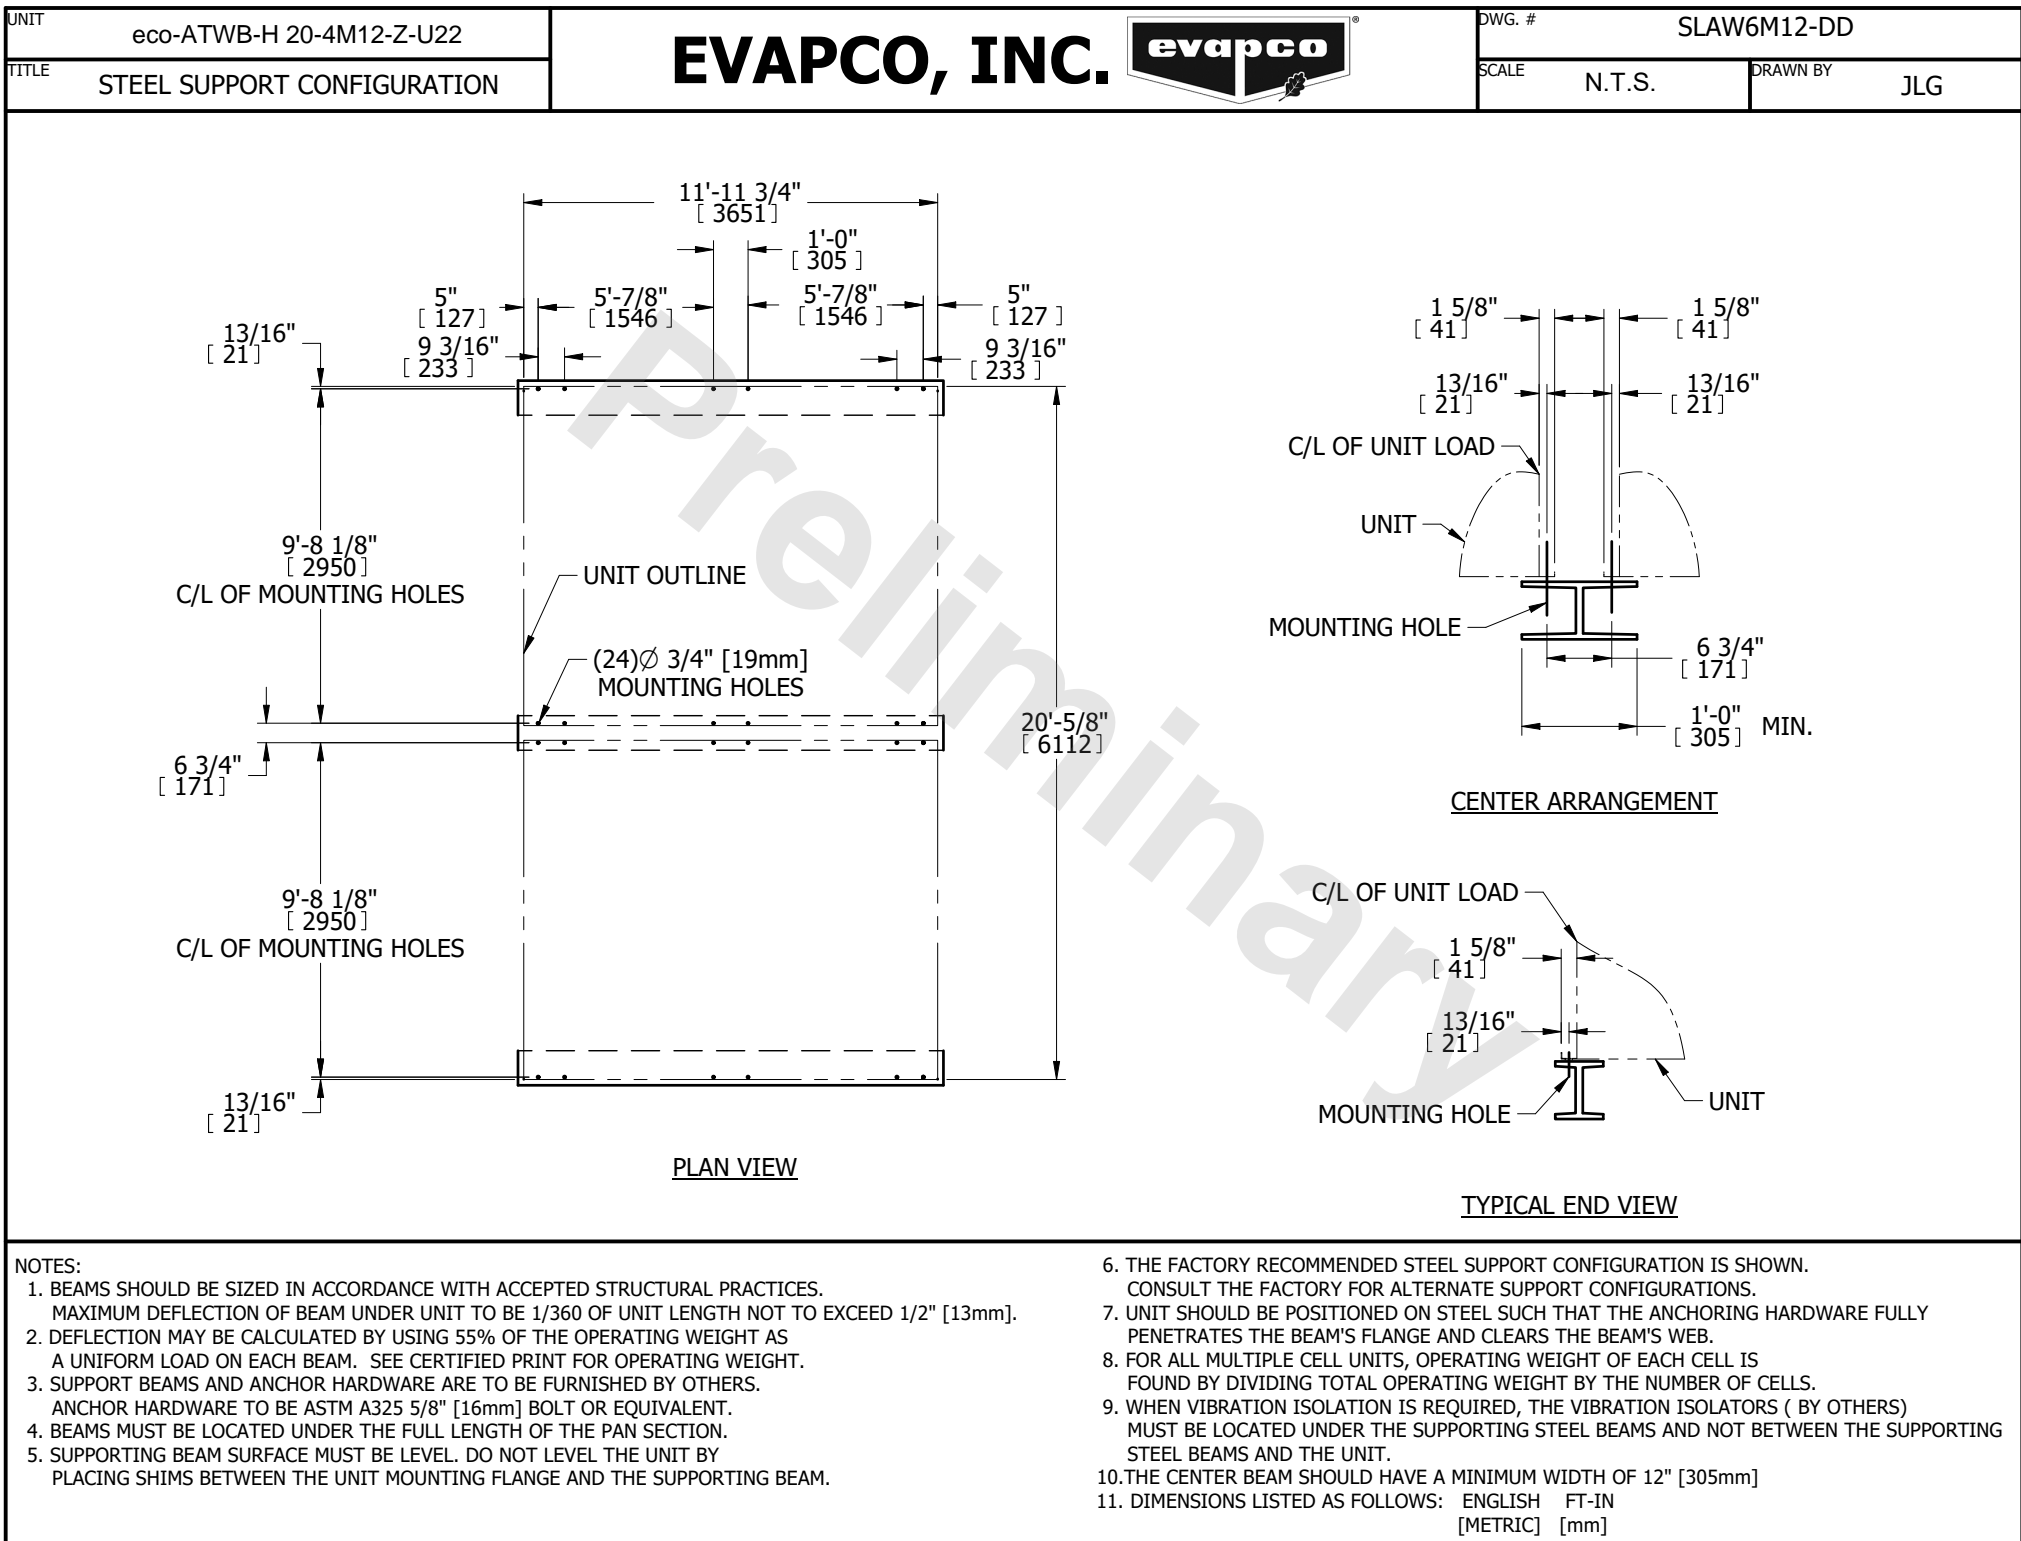 UNIT
eco-ATWB-H 20-4M12-Z-U22
TITLE
STEEL SUPPORT CONFIGURATION
EVAPCO, INC.
evapco
®
DWG. #
SLAW6M12-DD
SCALE
N.T.S.
DRAWN BY
JLG
11'-11 3/4"
[ 3651]
1'-0"
[ 305 ]
5"
[ 127]
5'-7/8"
[ 1546 ]
5'-7/8"
[ 1546 ]
5"
[ 127 ]
13/16"
[ 21]
9 3/16"
[ 233 ]
9 3/16"
[ 233 ]
9'-8 1/8"
[ 2950]
C/L OF MOUNTING HOLES
UNIT OUTLINE
(24)∅ 3/4" [19mm]
MOUNTING HOLES
20'-5/8"
[ 6112]
6 3/4"
[ 171]
9'-8 1/8"
[ 2950]
C/L OF MOUNTING HOLES
13/16"
[ 21]
PLAN VIEW
Preliminary
1 5/8"
[ 41]
1 5/8"
[ 41]
13/16"
[ 21]
13/16"
[ 21]
C/L OF UNIT LOAD
UNIT
MOUNTING HOLE
6 3/4"
[ 171]
1'-0"
[ 305] MIN.
CENTER ARRANGEMENT
C/L OF UNIT LOAD
1 5/8"
[ 41]
13/16"
[ 21]
MOUNTING HOLE
UNIT
TYPICAL END VIEW
NOTES:
1. BEAMS SHOULD BE SIZED IN ACCORDANCE WITH ACCEPTED STRUCTURAL PRACTICES.
MAXIMUM DEFLECTION OF BEAM UNDER UNIT TO BE 1/360 OF UNIT LENGTH NOT TO EXCEED 1/2" [13mm].
2. DEFLECTION MAY BE CALCULATED BY USING 55% OF THE OPERATING WEIGHT AS
A UNIFORM LOAD ON EACH BEAM. SEE CERTIFIED PRINT FOR OPERATING WEIGHT.
3. SUPPORT BEAMS AND ANCHOR HARDWARE ARE TO BE FURNISHED BY OTHERS.
ANCHOR HARDWARE TO BE ASTM A325 5/8" [16mm] BOLT OR EQUIVALENT.
4. BEAMS MUST BE LOCATED UNDER THE FULL LENGTH OF THE PAN SECTION.
5. SUPPORTING BEAM SURFACE MUST BE LEVEL. DO NOT LEVEL THE UNIT BY
PLACING SHIMS BETWEEN THE UNIT MOUNTING FLANGE AND THE SUPPORTING BEAM.
6. THE FACTORY RECOMMENDED STEEL SUPPORT CONFIGURATION IS SHOWN.
CONSULT THE FACTORY FOR ALTERNATE SUPPORT CONFIGURATIONS.
7. UNIT SHOULD BE POSITIONED ON STEEL SUCH THAT THE ANCHORING HARDWARE FULLY
PENETRATES THE BEAM'S FLANGE AND CLEARS THE BEAM'S WEB.
8. FOR ALL MULTIPLE CELL UNITS, OPERATING WEIGHT OF EACH CELL IS
FOUND BY DIVIDING TOTAL OPERATING WEIGHT BY THE NUMBER OF CELLS.
9. WHEN VIBRATION ISOLATION IS REQUIRED, THE VIBRATION ISOLATORS ( BY OTHERS)
MUST BE LOCATED UNDER THE SUPPORTING STEEL BEAMS AND NOT BETWEEN THE SUPPORTING
STEEL BEAMS AND THE UNIT.
10.THE CENTER BEAM SHOULD HAVE A MINIMUM WIDTH OF 12" [305mm]
11. DIMENSIONS LISTED AS FOLLOWS: ENGLISH FT-IN
[METRIC] [mm]